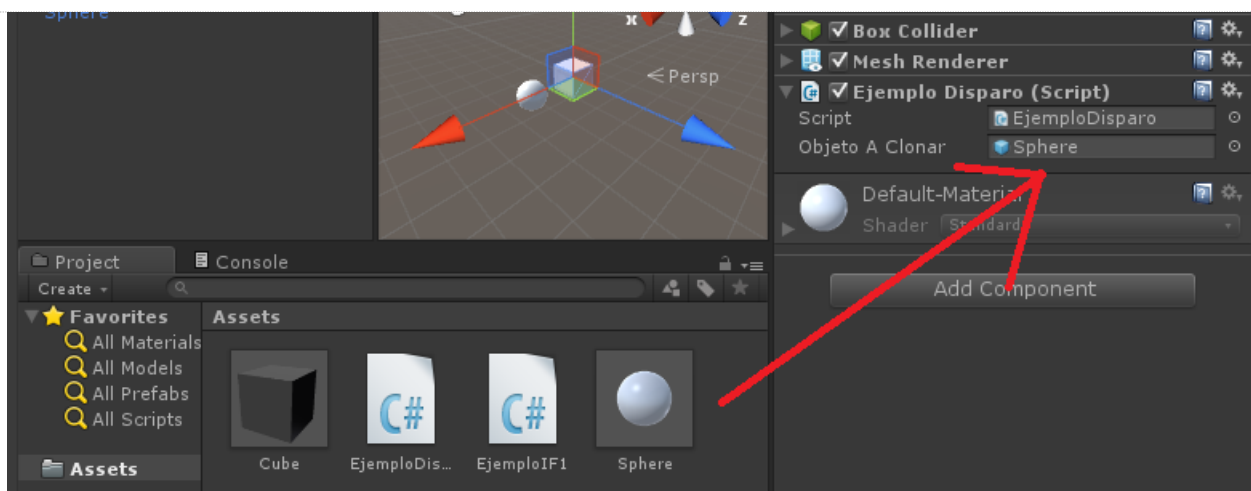 Sphere
x
z
Persp
Box Collider
Mesh Renderer
Ejemplo Disparo (Script)
Script
EjemploDisparo
Objeto A Clonar
Sphere
Default-Material
Shader
Standard
Add Component
Project
Console
Create
Favorites
All Materials
All Models
All Prefabs
All Scripts
Assets
Assets
C#
C#
Cube
EjemploDis...
EjemploIF1
Sphere